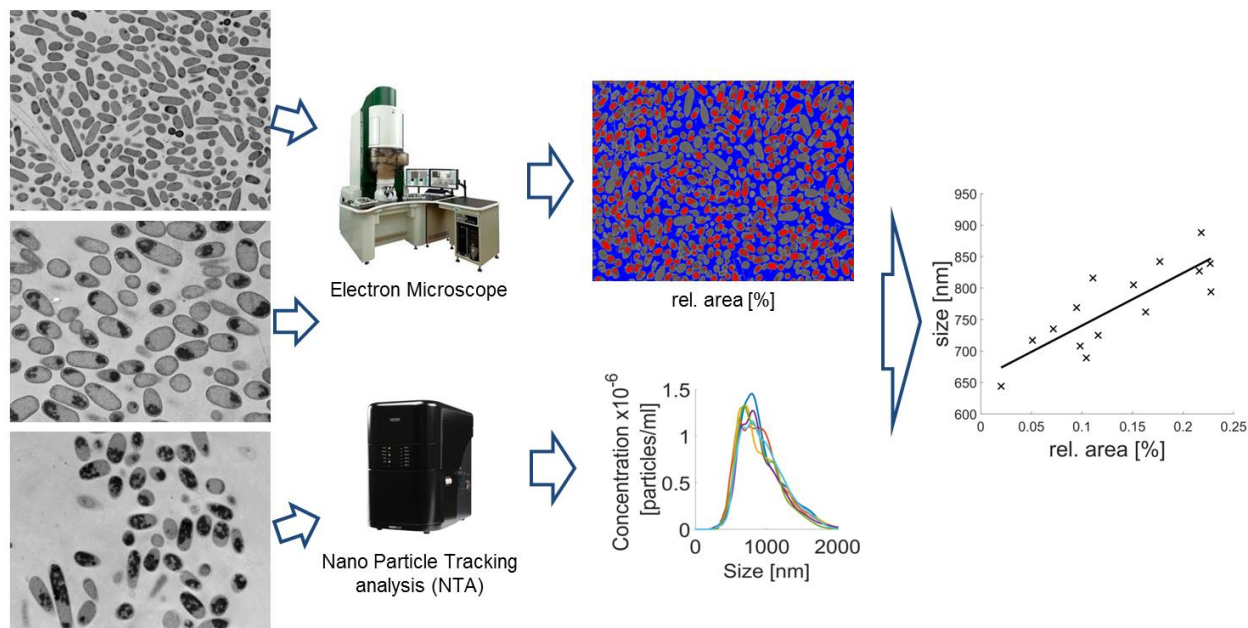 Electron Microscope
rel. area [%]
Nano Particle Tracking
analysis (NTA)
Concentration x10-6
[particles/ml]
1.5
1
0.5
0
0
1000
2000
Size [nm]
size [nm]
950
900
850
800
750
700
650
600
0
0.05
0.1
0.15
0.2
0.25
rel. area [%]